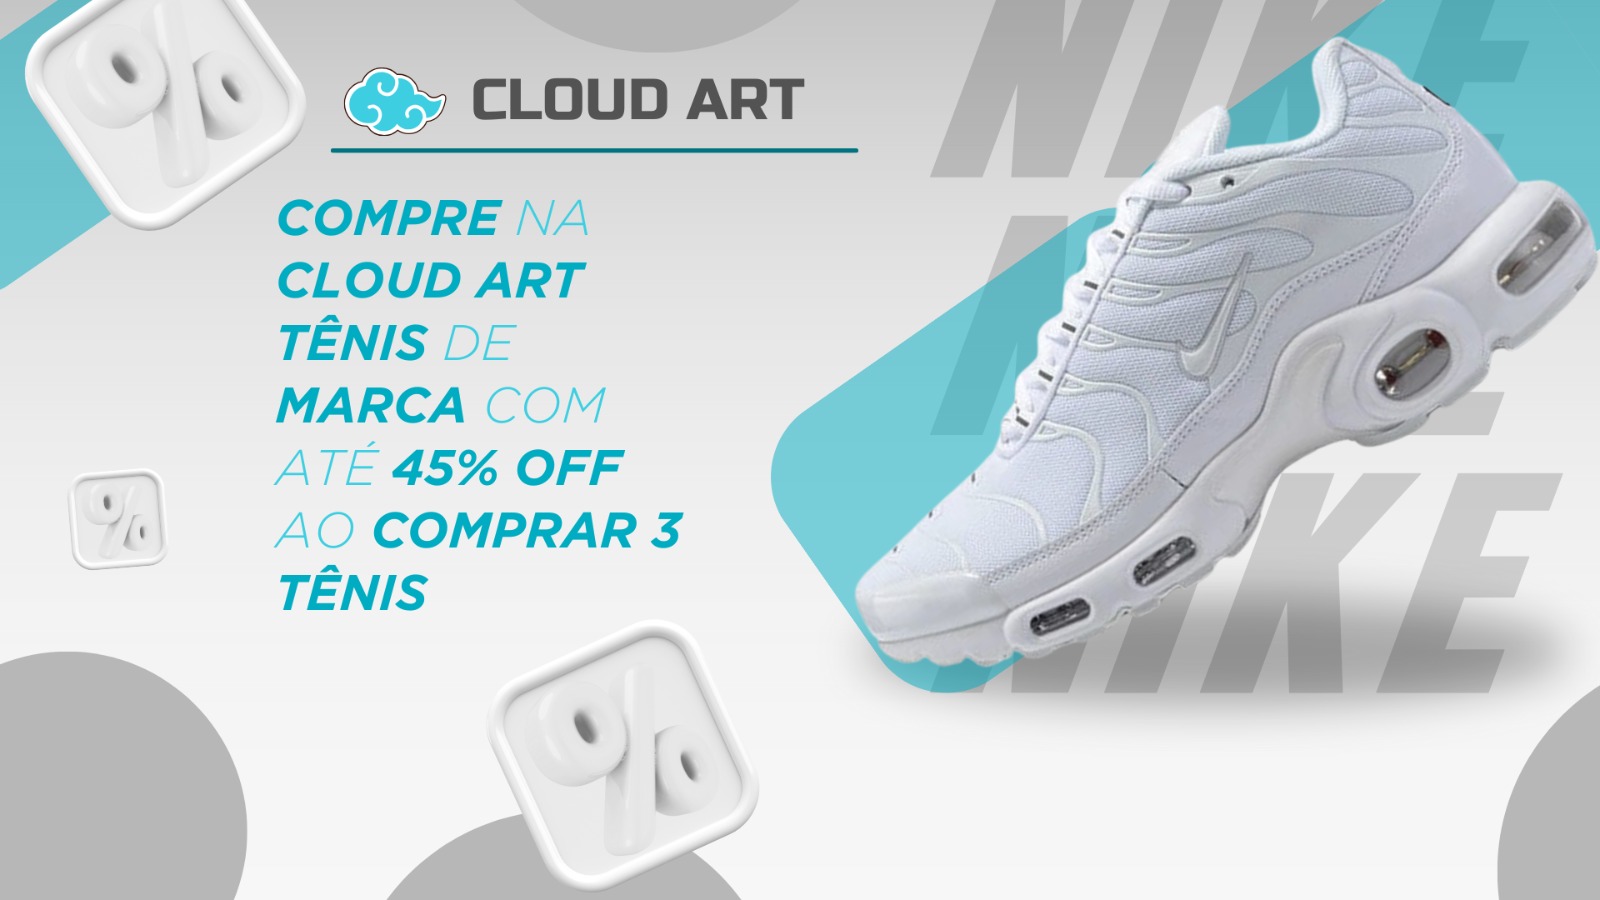 CLOUD ART
COMPRE NA
CLOUD ART
TÊNIS DE
MARCA COM
ATÉ 45% OFF
AO COMPRAR 3
TÊNIS
NIKE
NIKE
NIKE
%
%
%